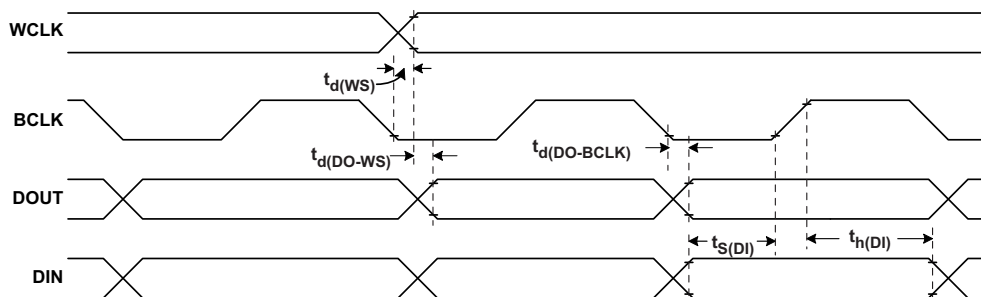 WCLK
td(WS)
BCLK
td(DO-WS)
td(DO-BCLK)
DOUT
tS(DI)
th(DI)
DIN